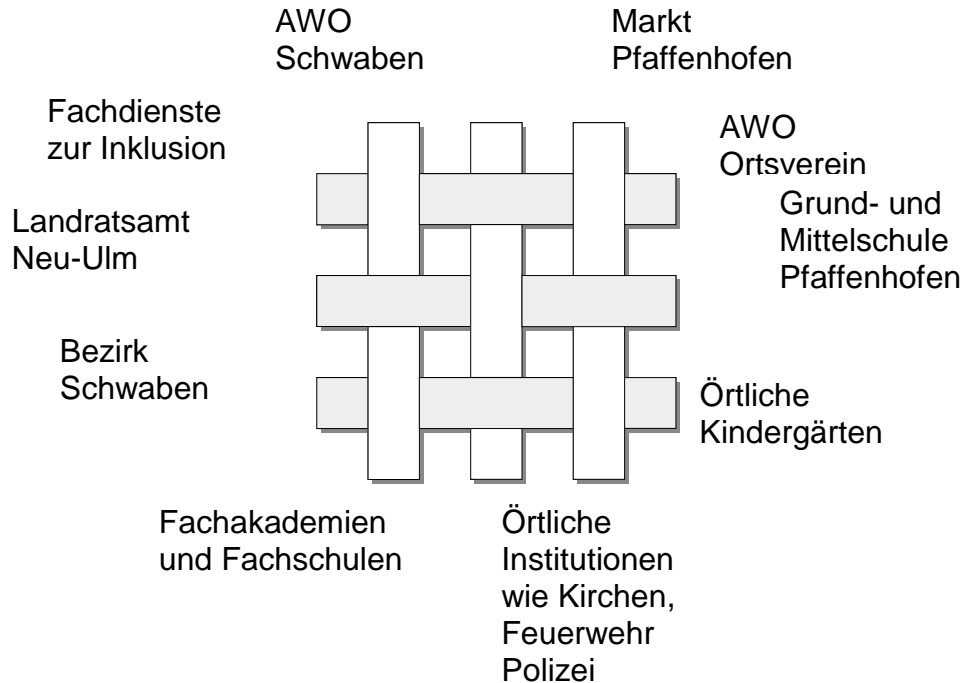 AWO
Schwaben
Markt
Pfaffenhofen
Fachdienste
zur Inklusion
AWO
Ortsverein
Grund- und
Mittelschule
Pfaffenhofen
Landratsamt
Neu-Ulm
Bezirk
Schwaben
Örtliche
Kindergärten
Fachakademien
und Fachschulen
Örtliche
Institutionen
wie Kirchen,
Feuerwehr
Polizei